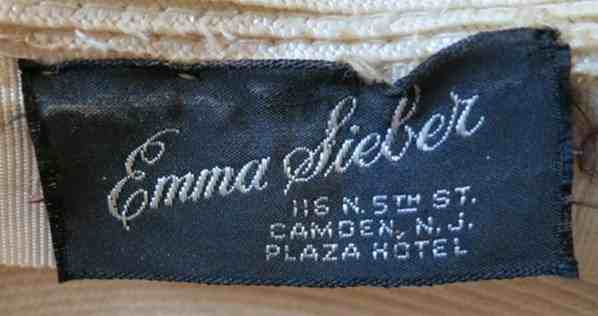 Emma Sieber
116 N. 5TH ST.
CAMDEN, N. J.
PLAZA HOTEL